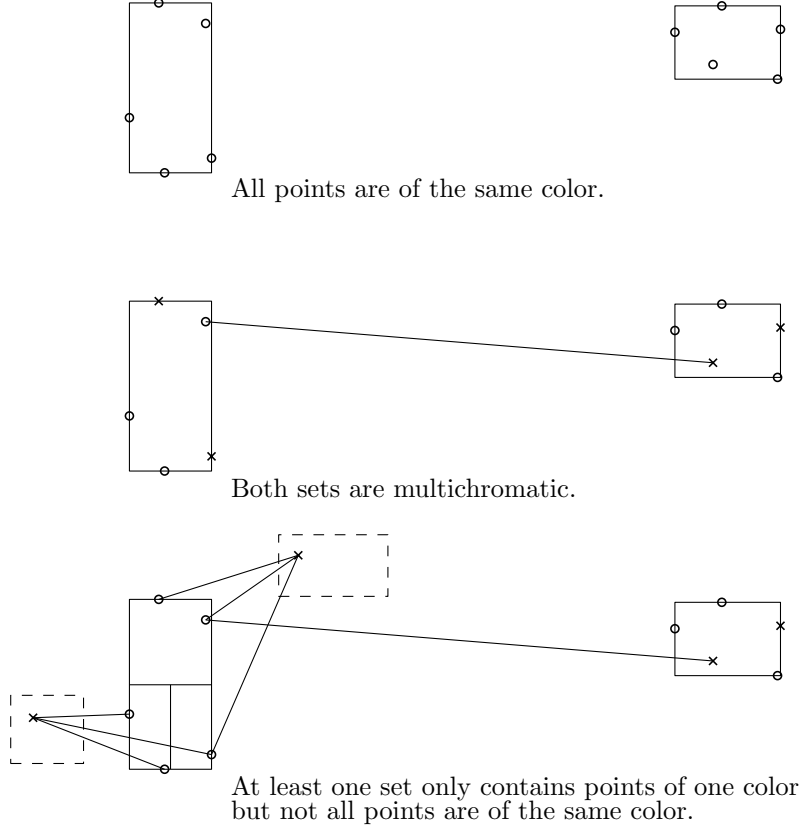 All points are of the same color.
Both sets are multichromatic.
At least one set only contains points of one color
but not all points are of the same color.